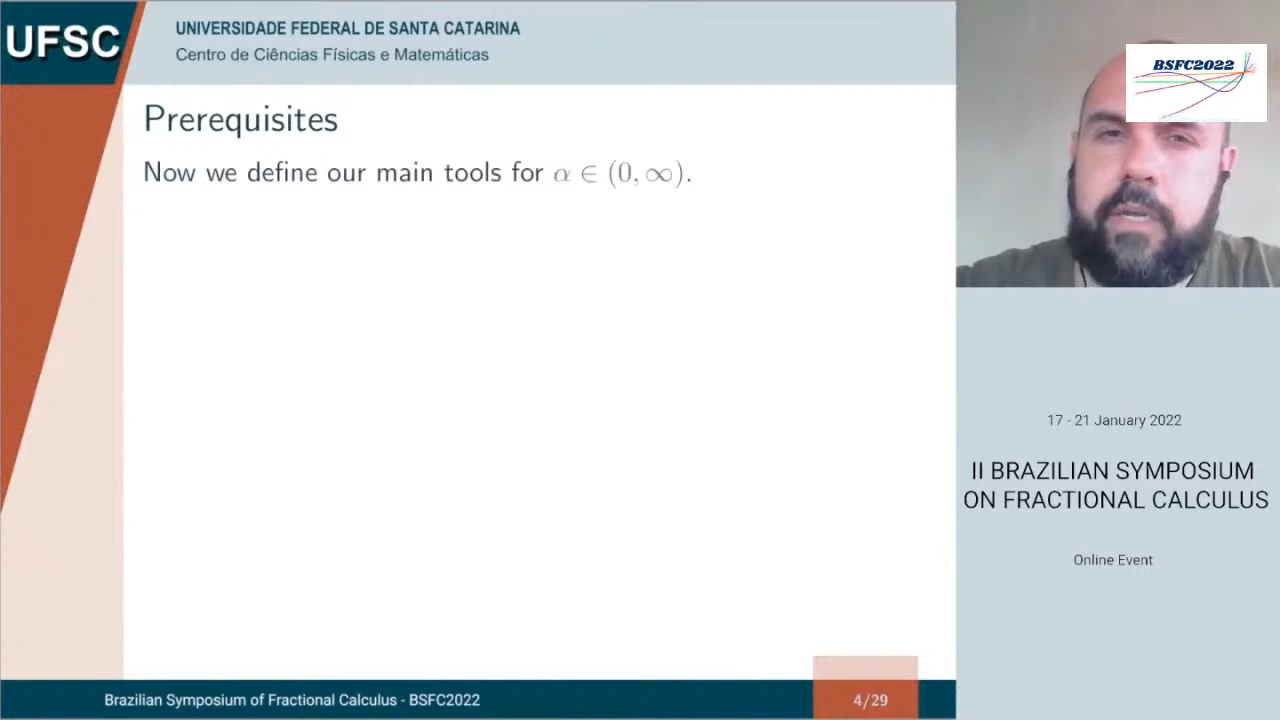 UFSC
UNIVERSIDADE FEDERAL DE SANTA CATARINA
Centro de Ciências Físicas e Matemáticas
Prerequisites
Now we define our main tools for α ∈ (0, ∞).
Brazilian Symposium of Fractional Calculus - BSFC2022
4/29
BSFC2022
17 - 21 January 2022
II BRAZILIAN SYMPOSIUM
ON FRACTIONAL CALCULUS
Online Event